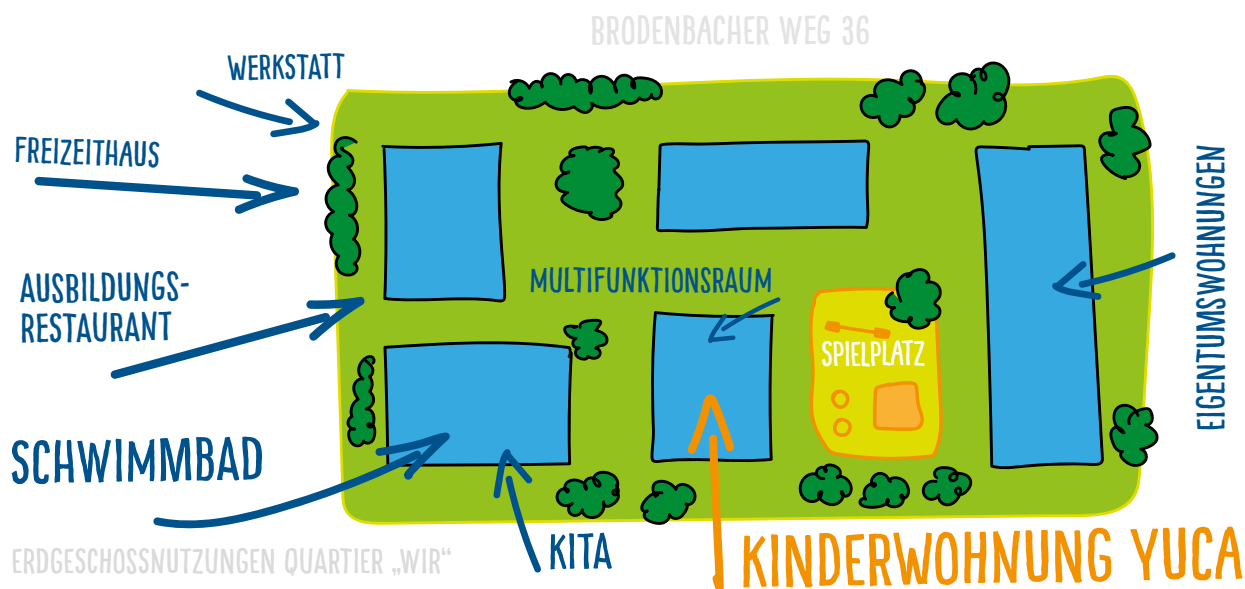 BRODENBACHER WEG 36
WERKSTATT
FREIZEITHAUS
AUSBILDUNGS-
RESTAURANT
MULTIFUNKTIONSRAUM
SPIELPLATZ
EIGENTUMSWOHNUNGEN
SCHWIMMBAD
KITA
KINDERWOHNUNG YUCA
ERDGESCHOSSNUTZUNGEN QUARTIER „WIR“